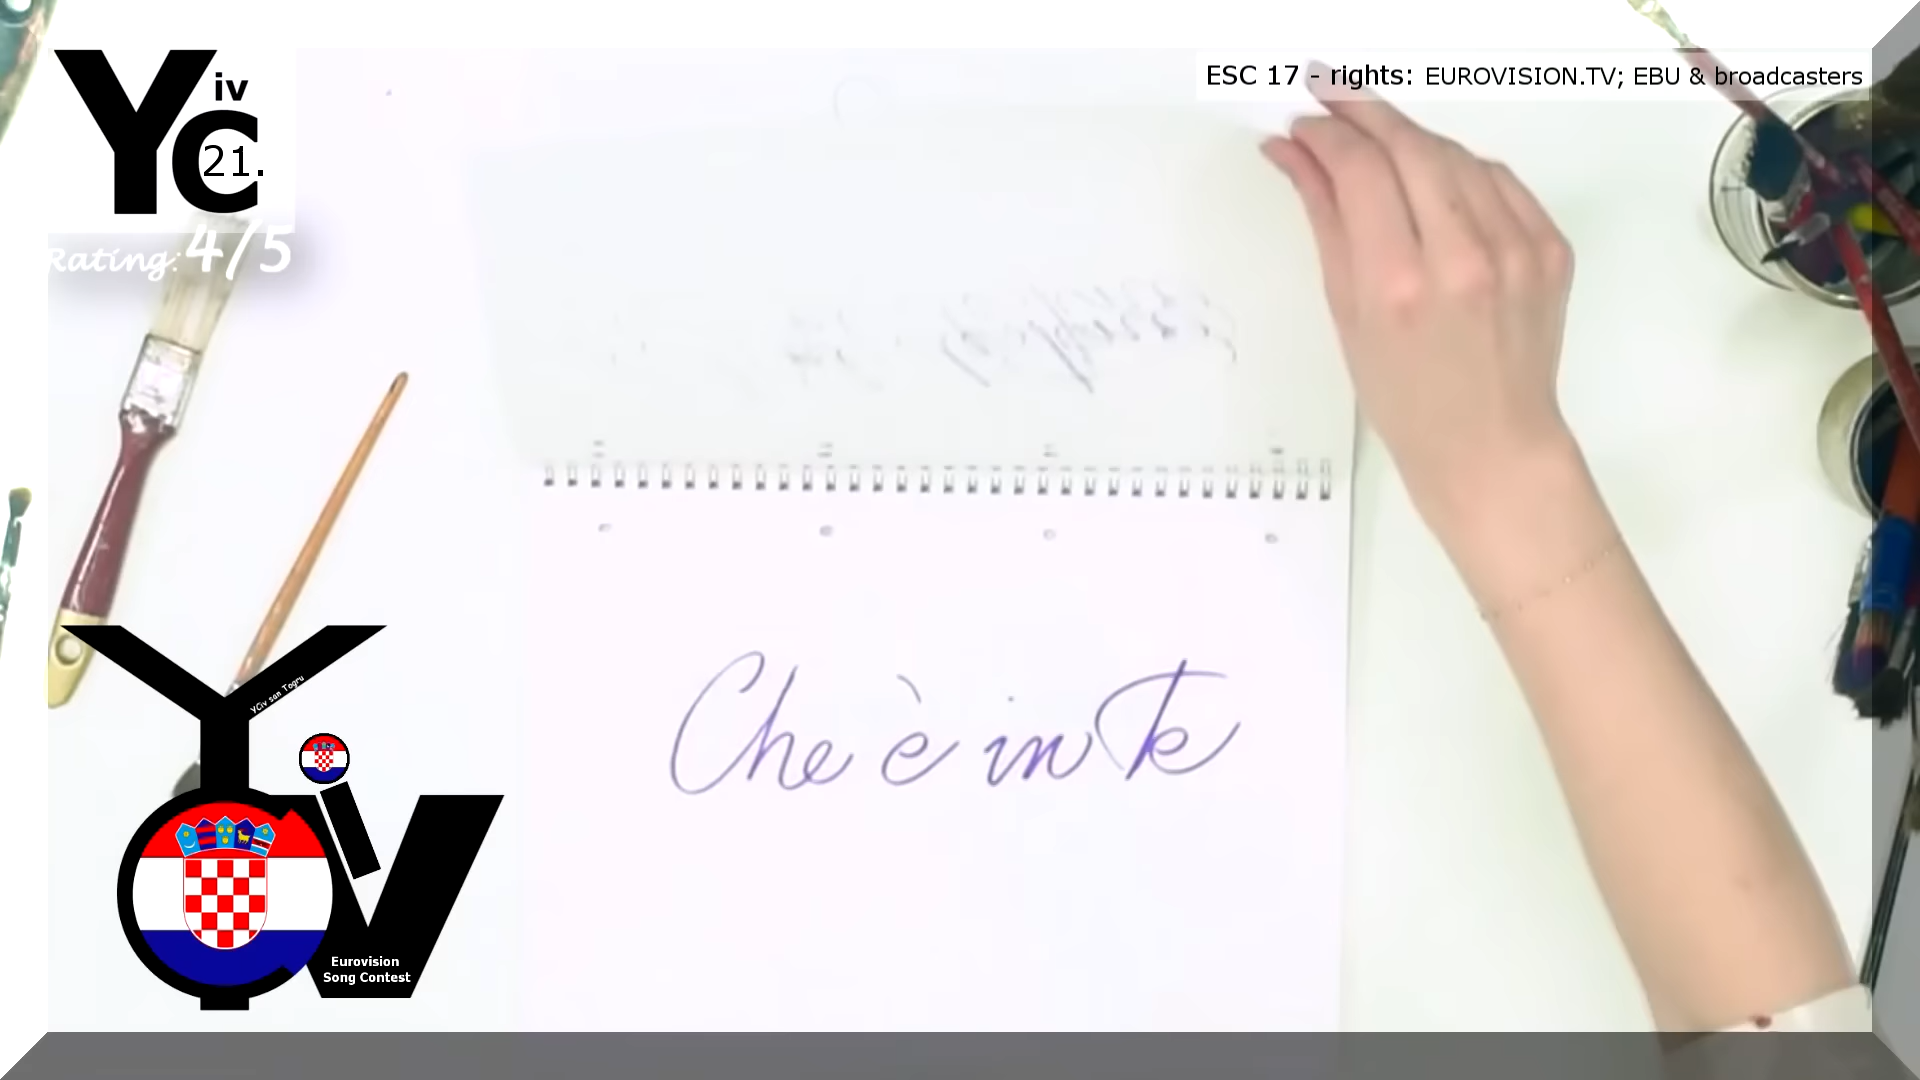 Y iv
C 21.
ESC 17 - rights: EUROVISION.TV; EBU & broadcasters
Rating: 4/5
Che è in te
YCiv san Togru
Eurovision
Song Contest